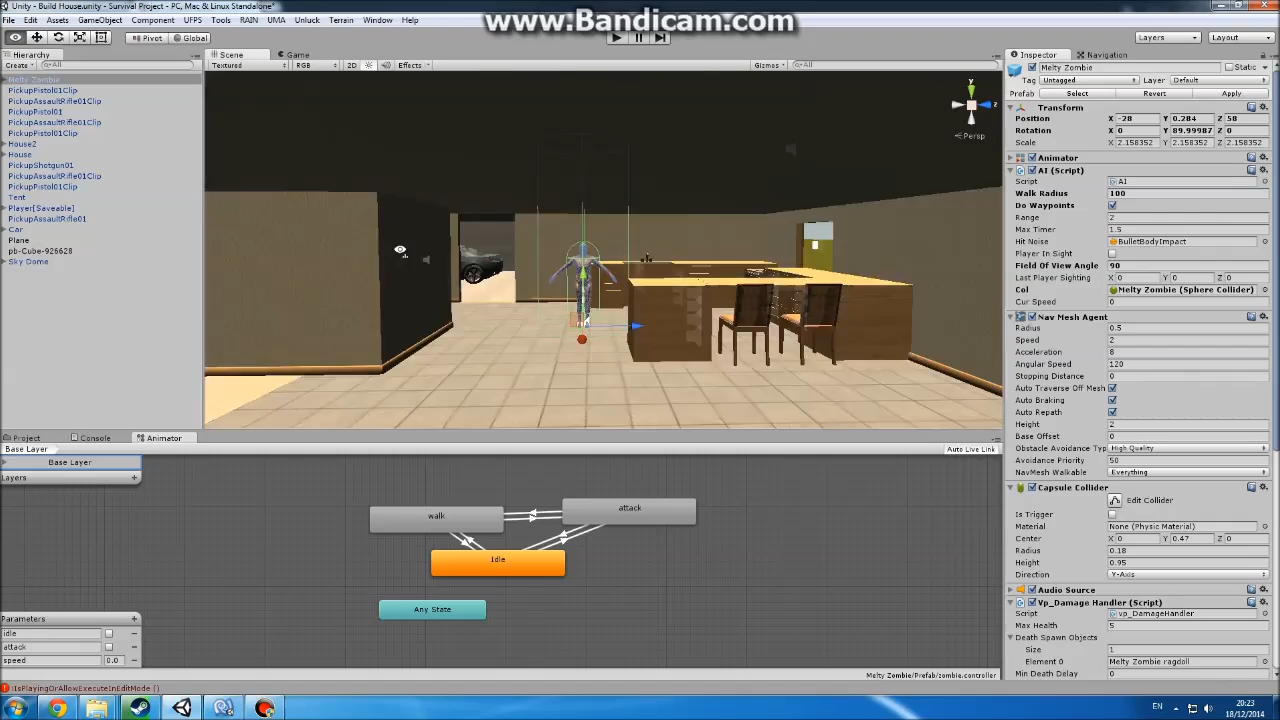 Unity - Build House.unity - Survival Project - PC, Mac & Linux Standalone*
www.Bandicam.com
File Edit Assets GameObject Component UFPS Tools RAIN UMA Unluck Terrain Window Help
Pivot Global
Layers Layout
Hierarchy
Create All
Melty Zombie
PickupPistol01Clip
PickupAssaultRifle01Clip
PickupPistol01
PickupAssaultRifle01Clip
PickupPistol01Clip
House2
House
PickupShotgun01
PickupAssaultRifle01Clip
PickupPistol01Clip
Tent
Player[Saveable]
PickupAssaultRifle01
Car
Plane
pb-Cube-926628
Sky Dome
Scene Game
Textured RGB 2D Effects Gizmos All
y
z
Persp
Inspector Navigation
Melty Zombie Static
Tag Untagged Layer Default
Prefab Select Revert Apply
Transform
Position X -28 Y 0.284 Z 58
Rotation X 0 Y 89.99987 Z 0
Scale X 2.158352 Y 2.158352 Z 2.158352
Animator
AI (Script)
Script AI
Walk Radius 100
Do Waypoints
Range 2
Max Timer 1.5
Hit Noise BulletBodyImpact
Player In Sight
Field Of View Angle 90
Last Player Sighting X 0 Y 0 Z 0
Col Melty Zombie (Sphere Collider)
Cur Speed 0
Nav Mesh Agent
Radius 0.5
Speed 2
Acceleration 8
Angular Speed 120
Stopping Distance 0
Auto Traverse Off Mesh
Auto Braking
Auto Repath
Height 2
Base Offset 0
Obstacle Avoidance Typ High Quality
Avoidance Priority 50
NavMesh Walkable Everything
Capsule Collider
Edit Collider
Is Trigger
Material None (Physic Material)
Center X 0 Y 0.47 Z 0
Radius 0.18
Height 0.95
Direction Y-Axis
Audio Source
Vp_Damage Handler (Script)
Script vp_DamageHandler
Max Health 5
Death Spawn Objects
Size 1
Element 0 Melty Zombie ragdoll
Min Death Delay 0
Project Console Animator
Base Layer Auto Live Link
Base Layer
Layers +
walk
attack
Idle
Any State
Parameters +
idle
attack
speed 0.0
Melty Zombie/Prefab/zombie.controller
!IsPlayingOrAllowExecuteInEditMode ()
EN
20:23
18/12/2014